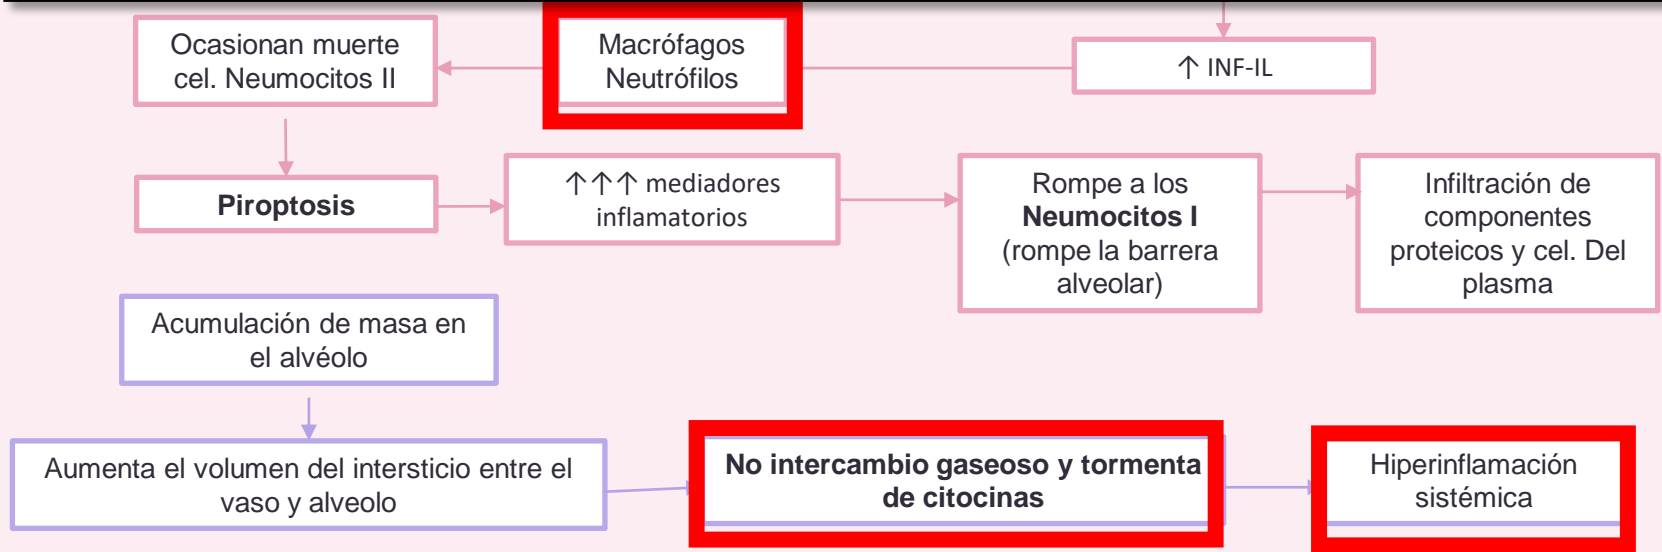 Ocasionan muerte
cel. Neumocitos II
Macrófagos
Neutrófilos
↑ INF-IL
Piroptosis
↑↑↑ mediadores
inflamatorios
Rompe a los
Neumocitos I
(rompe la barrera
alveolar)
Infiltración de
componentes
proteicos y cel. Del
plasma
Acumulación de masa en
el alvéolo
Aumenta el volumen del intersticio entre el
vaso y alveolo
No intercambio gaseoso y tormenta
de citocinas
Hiperinflamación
sistémica